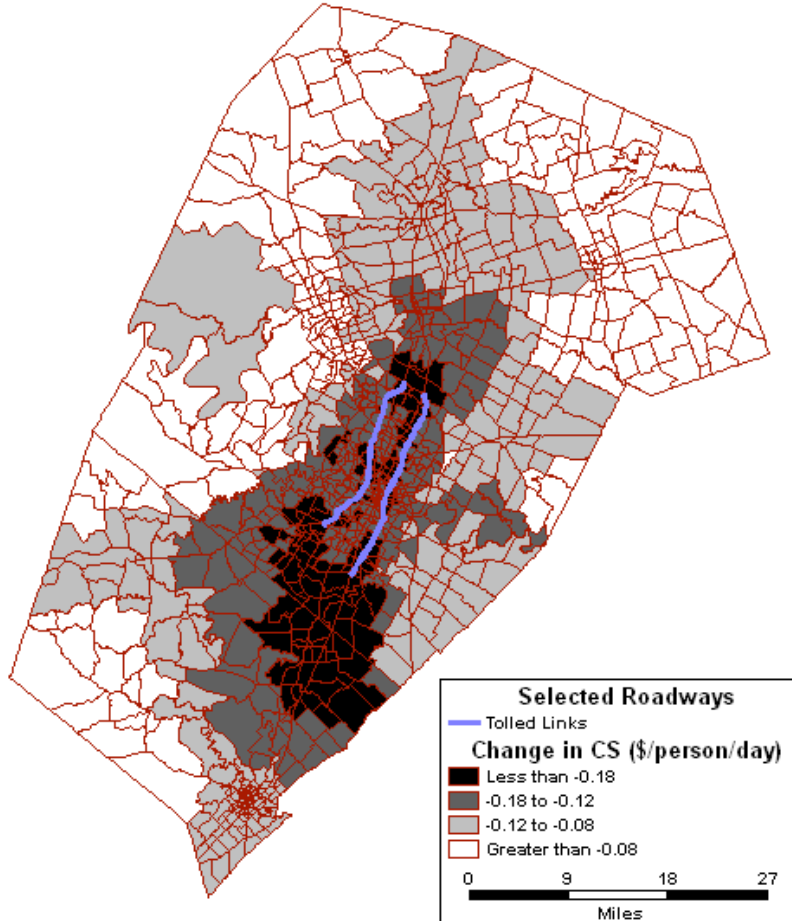 Selected Roadways
Tolled Links
Change in CS ($/person/day)
Less than -0.18
-0.18 to -0.12
-0.12 to -0.08
Greater than -0.08
0 9 18 27
Miles